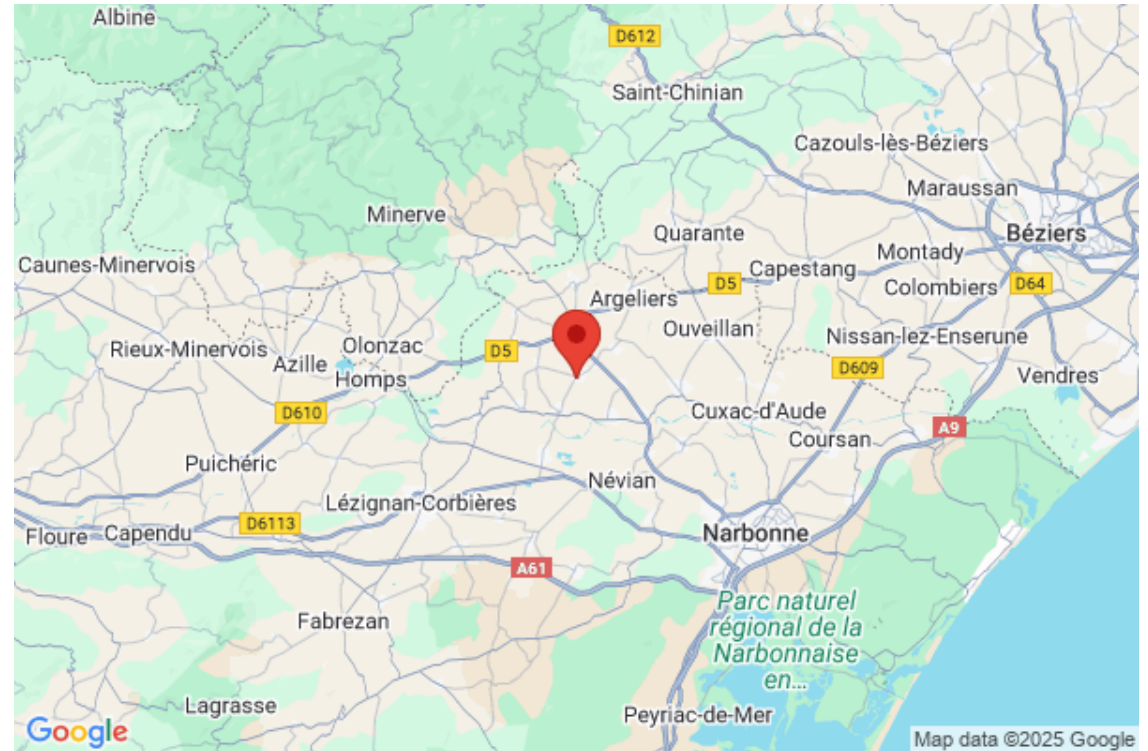 Albine
D612
Saint-Chinian
Cazouls-lès-Béziers
Maraussan
Minerve
Quarante
Béziers
Montady
Caunes-Minervois
Capestang
D5
D64
Colombiers
Argeliers
Ouveillan
Nissan-lez-Enserune
Rieux-Minervois
Olonzac
D5
Azille
Homps
D609
Vendres
D610
Cuxac-d'Aude
A9
Coursan
Puichéric
Névian
Lézignan-Corbières
D6113
Floure
Capendu
Narbonne
A61
Parc naturel
régional de la
Narbonnaise
en...
Fabrezan
Lagrasse
Peyriac-de-Mer
Google
Map data ©2025 Google